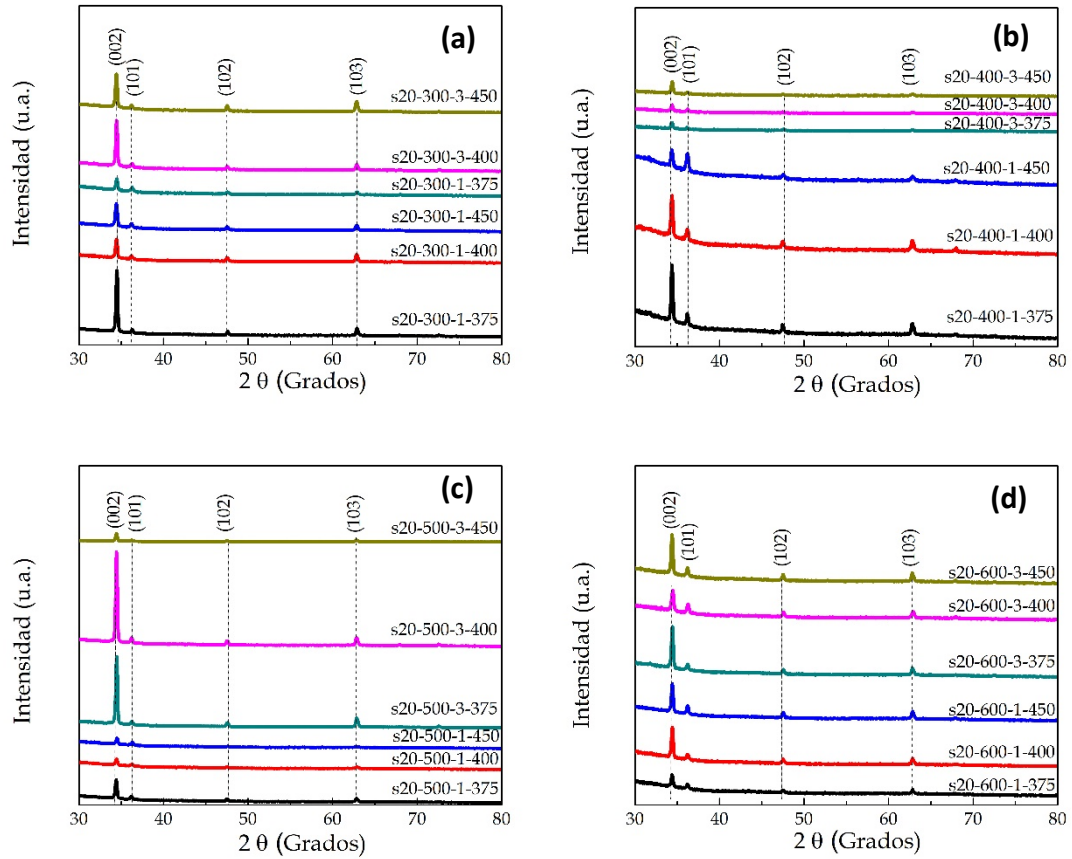 (a)
(002)
(101)
(102)
(103)
s20-300-3-450
s20-300-3-400
s20-300-1-375
s20-300-1-450
s20-300-1-400
s20-300-1-375
Intensidad (u.a.)
30 40 50 60 70 80
2 θ (Grados)
(b)
(002)
(101)
(102)
(103)
s20-400-3-450
s20-400-3-400
s20-400-3-375
s20-400-1-450
s20-400-1-400
s20-400-1-375
Intensidad (u.a.)
30 40 50 60 70 80
2 θ (Grados)
(c)
(002)
(101)
(102)
(103)
s20-500-3-450
s20-500-3-400
s20-500-3-375
s20-500-1-450
s20-500-1-400
s20-500-1-375
Intensidad (u.a.)
30 40 50 60 70 80
2 θ (Grados)
(d)
(002)
(101)
(102)
(103)
s20-600-3-450
s20-600-3-400
s20-600-3-375
s20-600-1-450
s20-600-1-400
s20-600-1-375
Intensidad (u.a.)
30 40 50 60 70 80
2 θ (Grados)